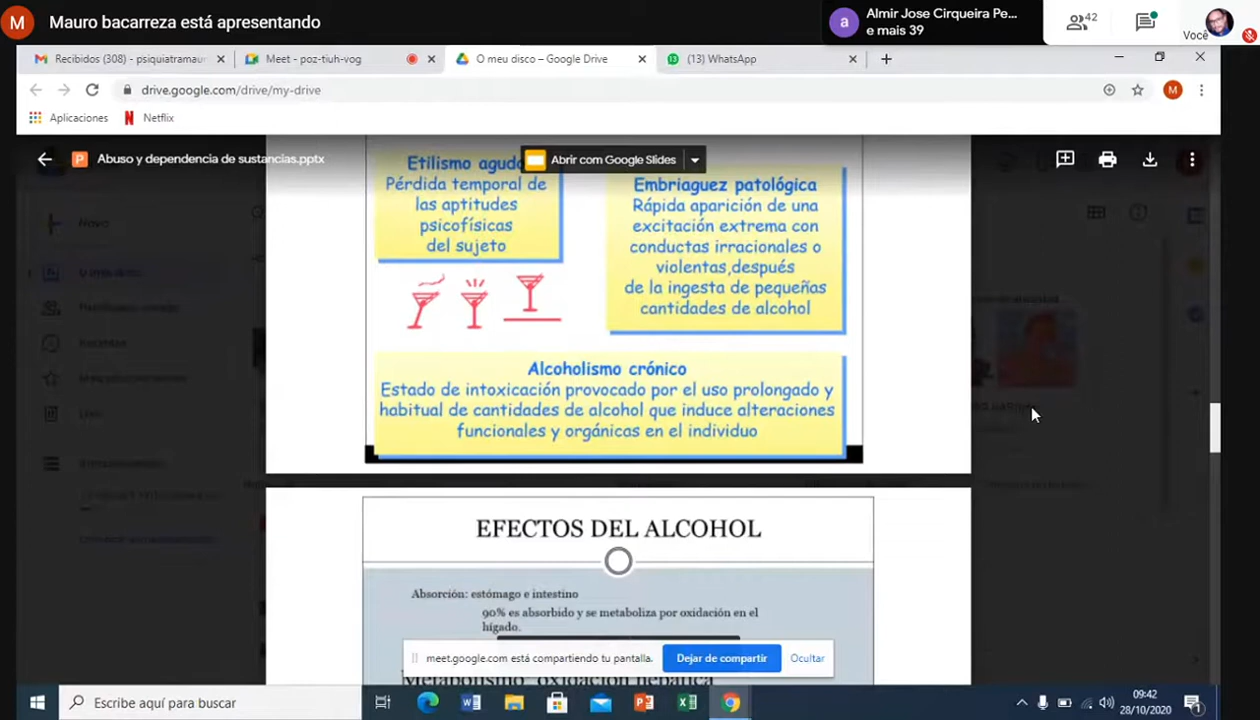 M Mauro bacarreza está apresentando
a Almir Jose Cirqueira Pe...
e mais 39
42
Você
Recibidos (308) - psiquiatramau
Meet - poz-tiuh-vog
O meu disco – Google Drive
(13) WhatsApp
drive.google.com/drive/my-drive
M
Aplicaciones
Netflix
P Abuso y dependencia de sustancias.pptx
Abrir com Google Slides
Etilismo agudo
Pérdida temporal de
las aptitudes
psicofísicas
del sujeto
Embriaguez patológica
Rápida aparición de una
excitación extrema con
conductas irracionales o
violentas,después
de la ingesta de pequeñas
cantidades de alcohol
Alcoholismo crónico
Estado de intoxicación provocado por el uso prolongado y
habitual de cantidades de alcohol que induce alteraciones
funcionales y orgánicas en el individuo
EFECTOS DEL ALCOHOL
Absorción: estómago e intestino
90% es absorbido y se metaboliza por oxidación en el
hígado.
meet.google.com está compartiendo tu pantalla.
Dejar de compartir
Ocultar
Metabolismo oxidación hepática
Escribe aquí para buscar
09:42
28/10/2020
1